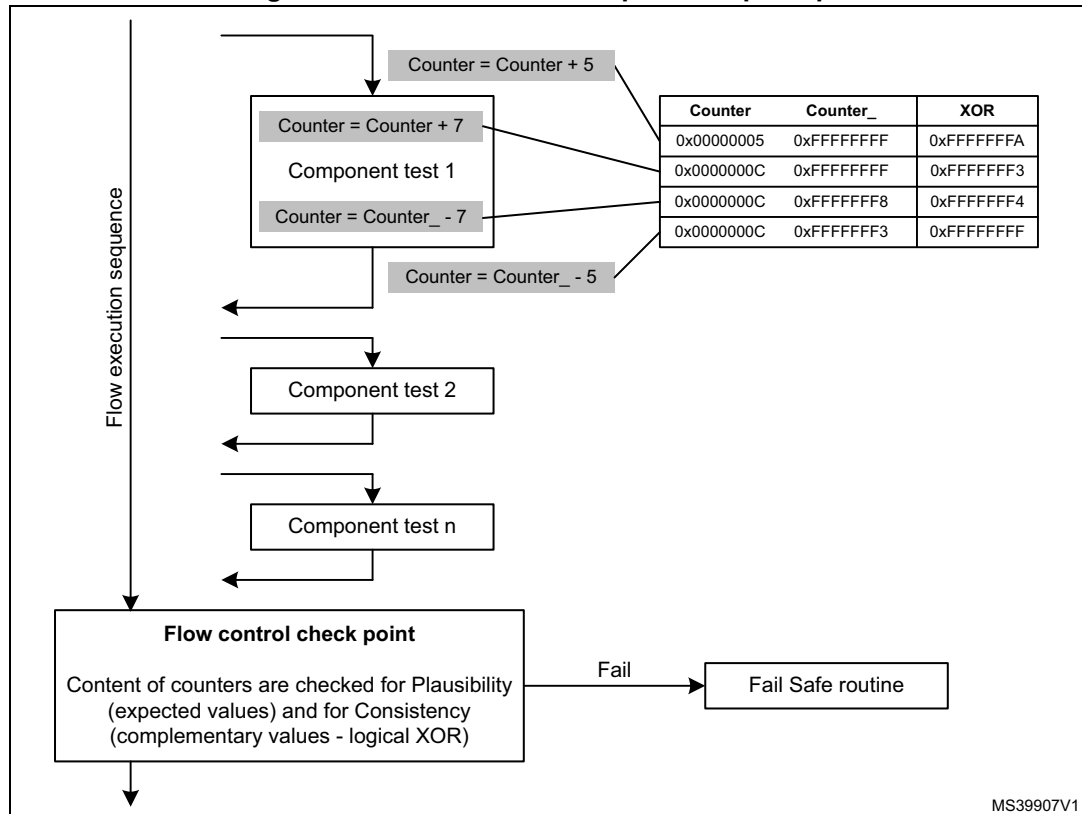 Counter = Counter + 5
Counter = Counter + 7
Component test 1
Counter = Counter_ - 7
Counter = Counter_ - 5
Counter Counter_ XOR
0x00000005 0xFFFFFFFF 0xFFFFFFFA
0x0000000C 0xFFFFFFFF 0xFFFFFFF3
0x0000000C 0xFFFFFFF8 0xFFFFFFF4
0x0000000C 0xFFFFFFF3 0xFFFFFFFF
Flow execution sequence
Component test 2
Component test n
Flow control check point
Content of counters are checked for Plausibility
(expected values) and for Consistency
(complementary values - logical XOR)
Fail
Fail Safe routine
MS39907V1